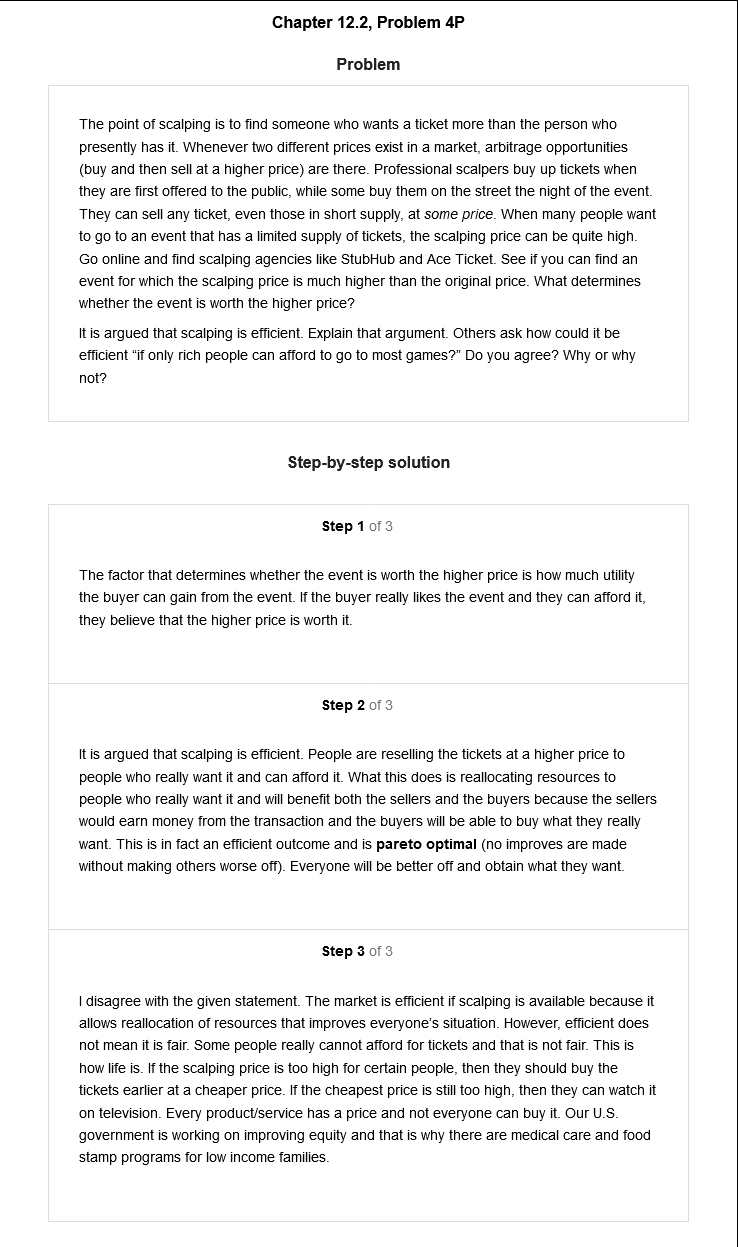 Chapter 12.2, Problem 4P
Problem
The point of scalping is to find someone who wants a ticket more than the person who
presently has it. Whenever two different prices exist in a market, arbitrage opportunities
(buy and then sell at a higher price) are there. Professional scalpers buy up tickets when
they are first offered to the public, while some buy them on the street the night of the event.
They can sell any ticket, even those in short supply, at some price. When many people want
to go to an event that has a limited supply of tickets, the scalping price can be quite high.
Go online and find scalping agencies like StubHub and Ace Ticket. See if you can find an
event for which the scalping price is much higher than the original price. What determines
whether the event is worth the higher price?
It is argued that scalping is efficient. Explain that argument. Others ask how could it be
efficient “if only rich people can afford to go to most games?” Do you agree? Why or why
not?
Step-by-step solution
Step 1 of 3
The factor that determines whether the event is worth the higher price is how much utility
the buyer can gain from the event. If the buyer really likes the event and they can afford it,
they believe that the higher price is worth it.
Step 2 of 3
It is argued that scalping is efficient. People are reselling the tickets at a higher price to
people who really want it and can afford it. What this does is reallocating resources to
people who really want it and will benefit both the sellers and the buyers because the sellers
would earn money from the transaction and the buyers will be able to buy what they really
want. This is in fact an efficient outcome and is pareto optimal (no improves are made
without making others worse off). Everyone will be better off and obtain what they want.
Step 3 of 3
I disagree with the given statement. The market is efficient if scalping is available because it
allows reallocation of resources that improves everyone’s situation. However, efficient does
not mean it is fair. Some people really cannot afford for tickets and that is not fair. This is
how life is. If the scalping price is too high for certain people, then they should buy the
tickets earlier at a cheaper price. If the cheapest price is still too high, then they can watch it
on television. Every product/service has a price and not everyone can buy it. Our U.S.
government is working on improving equity and that is why there are medical care and food
stamp programs for low income families.